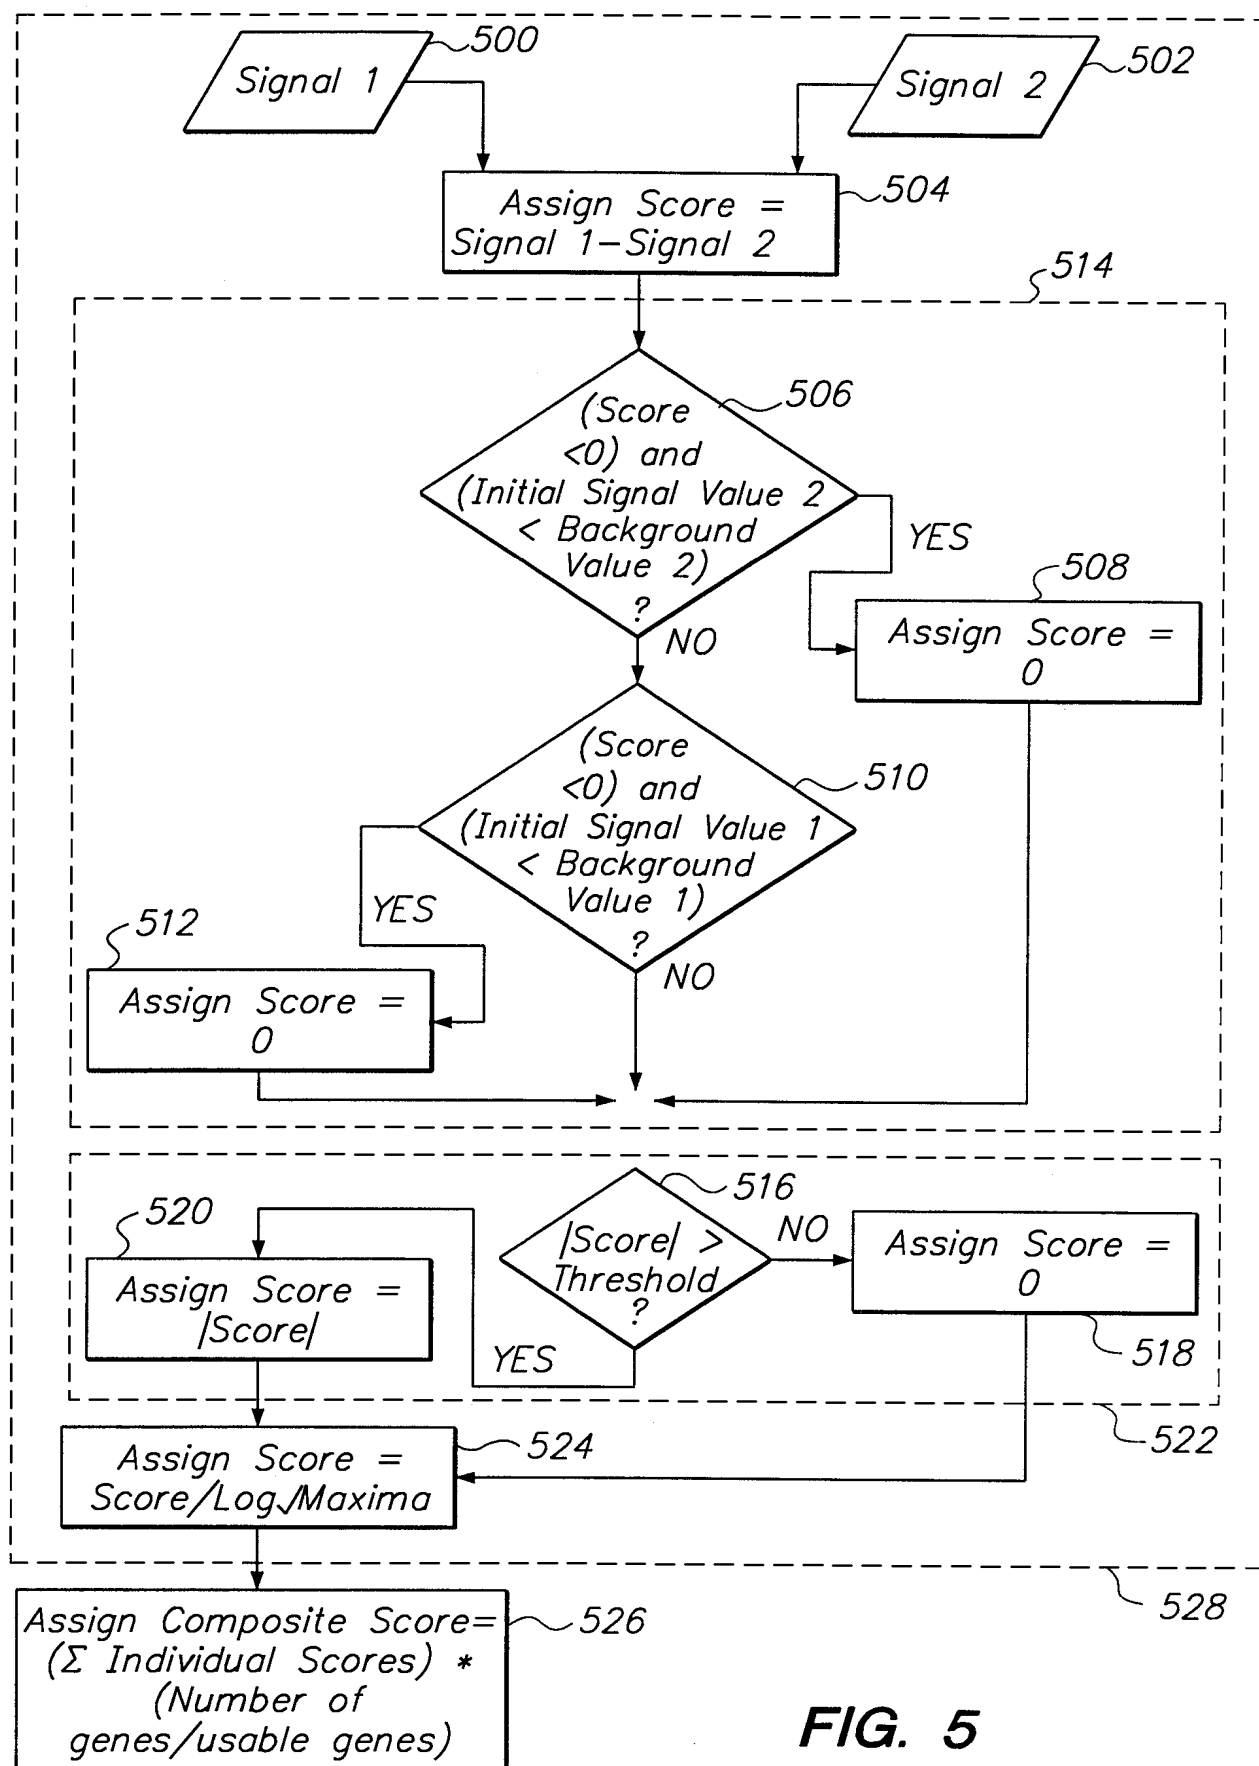 500
Signal 1
502
Signal 2
504
Assign Score =
Signal 1-Signal 2
514
506
(Score
<0) and
(Initial Signal Value 2
< Background
Value 2)
?
YES
NO
508
Assign Score =
0
510
(Score
<0) and
(Initial Signal Value 1
< Background
Value 1)
?
YES
NO
512
Assign Score =
0
516
|Score| >
Threshold
?
NO
YES
520
Assign Score =
|Score|
Assign Score =
0
518
522
524
Assign Score =
Score/Log√Maxima
528
526
Assign Composite Score=
(Σ Individual Scores) *
(Number of
genes/usable genes)
FIG. 5